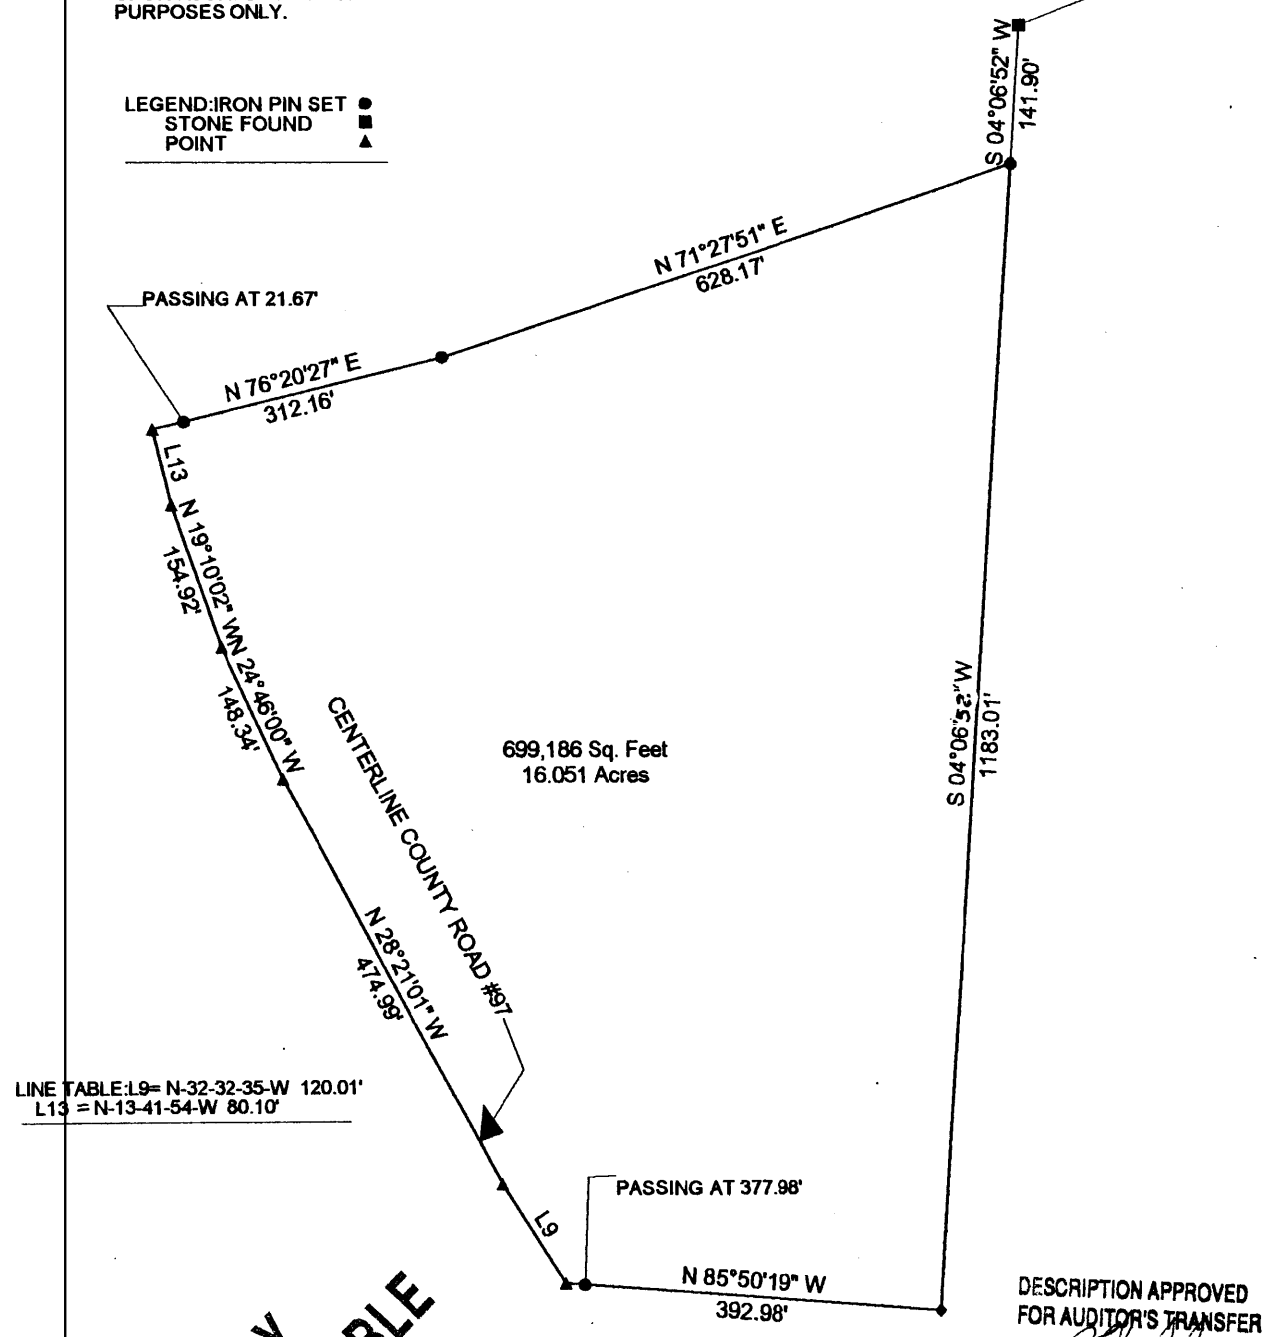 PURPOSES ONLY.
LEGEND:IRON PIN SET
STONE FOUND
POINT
S 04°06'52" W
141.90'
N 71°27'51" E
628.17'
PASSING AT 21.67'
N 76°20'27" E
312.16'
L13
N 19°10'02" W
154.92'
N 24°46'00" W
148.34'
CENTERLINE COUNTY ROAD #97
699,186 Sq. Feet
16.051 Acres
S 04°06'52" W
1183.01'
N 28°21'01" W
474.99'
LINE TABLE:L9= N-32-32-35-W 120.01'
L13 = N-13-41-54-W 80.10'
PASSING AT 377.98'
L9
N 85°50'19" W
392.98'
DESCRIPTION APPROVED
FOR AUDITOR'S TRANSFER